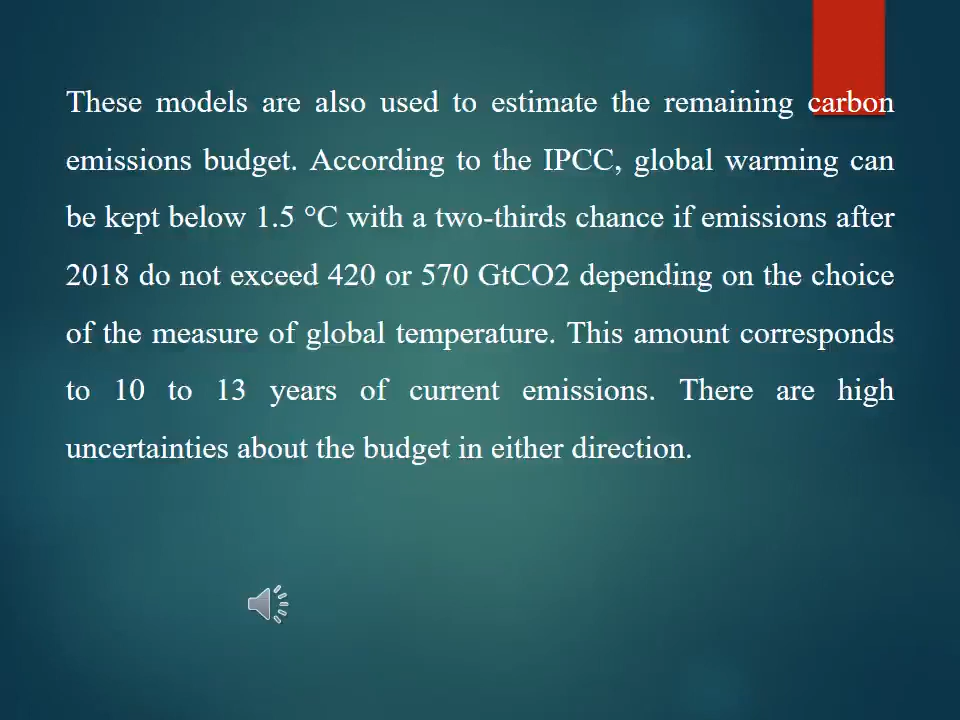 These models are also used to estimate the remaining carbon
emissions budget. According to the IPCC, global warming can
be kept below 1.5 °C with a two-thirds chance if emissions after
2018 do not exceed 420 or 570 GtCO2 depending on the choice
of the measure of global temperature. This amount corresponds
to 10 to 13 years of current emissions. There are high
uncertainties about the budget in either direction.